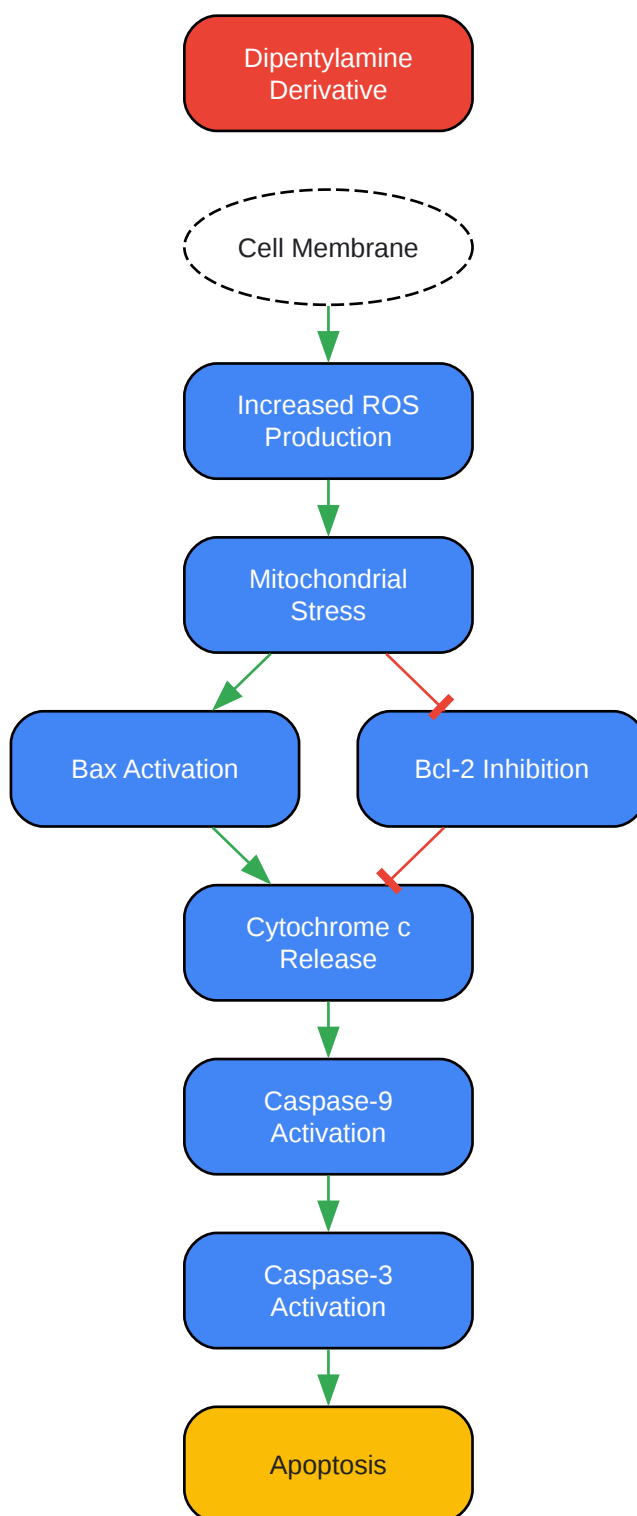 Dipentylamine
Derivative
Cell Membrane
Increased ROS
Production
Mitochondrial
Stress
Bax Activation
Bcl-2 Inhibition
Cytochrome c
Release
Caspase-9
Activation
Caspase-3
Activation
Apoptosis